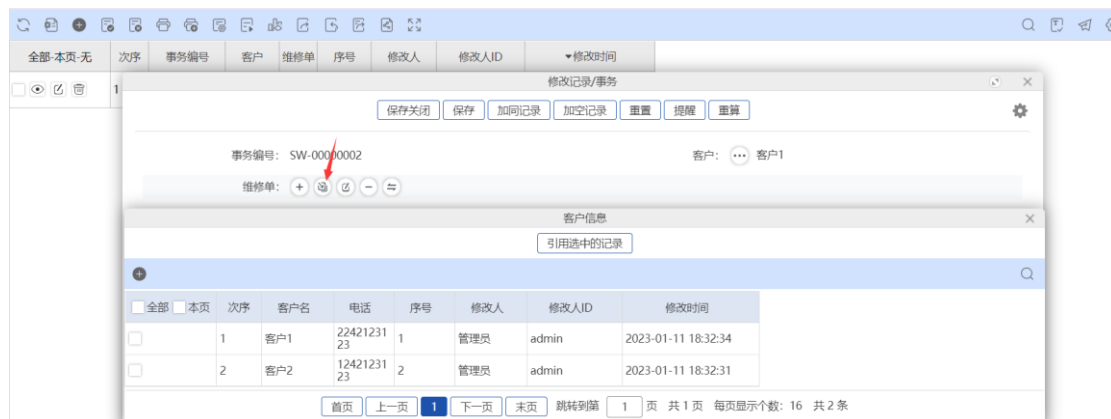 全部-本页-无 次序 事务编号 客户 维修单 序号 修改人 修改人ID ▾修改时间
1
修改记录/事务
保存关闭 保存 加同记录 加空记录 重置 提醒 重算
事务编号: SW-00000002 客户: 客户1
维修单:
客户信息
引用选中的记录
全部 本页 次序 客户名 电话 序号 修改人 修改人ID 修改时间
1 客户1 22421231 1 管理员 admin 2023-01-11 18:32:34
23
2 客户2 12421231 2 管理员 admin 2023-01-11 18:32:31
23
首页 上一页 1 下一页 末页 跳转到第 1 页 共1页 每页显示个数: 16 共2条